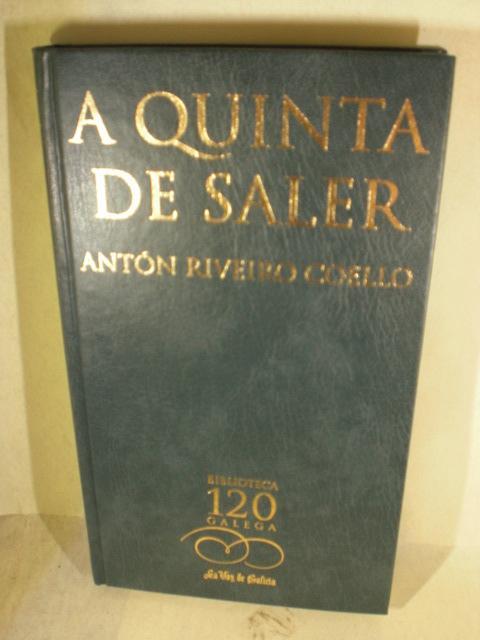 A QUINTA
DE SALER
ANTÓN RIVEIRO COELLO
BIBLIOTECA
120
GALEGA
La Voz de Galicia